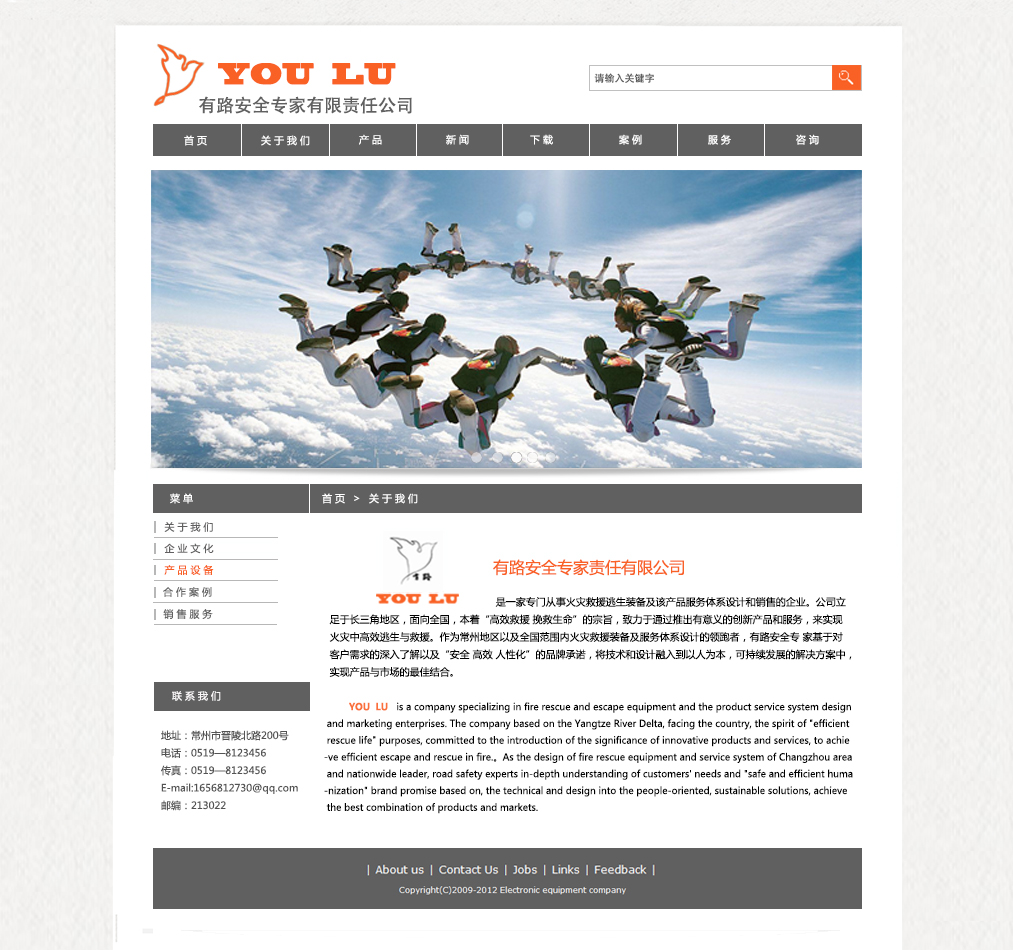 YOU LU
有路安全专家有限责任公司
请输入关健字
首页 关于我们 产品 新闻 下载 案例 服务 咨询
菜单
首页 > 关于我们
关于我们
企业文化
产品设备
合作案例
销售服务
联系我们
地址：常州市晋陵北路200号
电话：0519—8123456
传真：0519—8123456
E-mail:1656812730@qq.com
邮编：213022
有路
YOU LU
有路安全专家责任有限公司
是一家专门从事火灾救援逃生装备及该产品服务体系设计和销售的企业。公司立
足于长三角地区，面向全国，本着“高效救援 挽救生命”的宗旨，致力于通过推出有意义的创新产品和服务，来实现
火灾中高效逃生与救援。作为常州地区以及全国范围内火灾救援装备及服务体系设计的领跑者，有路安全专 家基于对
客户需求的深入了解以及“安全 高效 人性化”的品牌承诺，将技术和设计融入到以人为本，可持续发展的解决方案中，
实现产品与市场的最佳结合。
YOU LU is a company specializing in fire rescue and escape equipment and the product service system design
and marketing enterprises. The company based on the Yangtze River Delta, facing the country, the spirit of "efficient
rescue life" purposes, committed to the introduction of the significance of innovative products and services, to achie
-ve efficient escape and rescue in fire.。As the design of fire rescue equipment and service system of Changzhou area
and nationwide leader, road safety experts in-depth understanding of customers' needs and "safe and efficient huma
-nization" brand promise based on, the technical and design into the people-oriented, sustainable solutions, achieve
the best combination of products and markets.
| About us | Contact Us | Jobs | Links | Feedback |
Copyright(C)2009-2012 Electronic equipment company